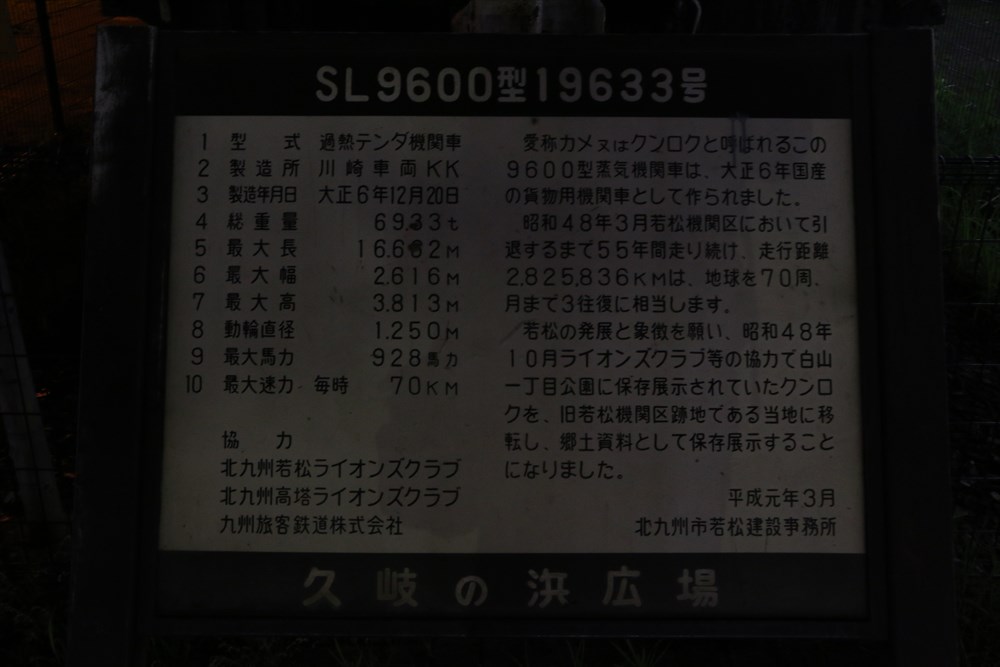 SL9600型19633号
1 型式 過熱テンダ機関車
2 製造所 川崎車両KK
3 製造年月日 大正6年12月20日
4 総重量 69.33t
5 最大長 16.662M
6 最大幅 2.616M
7 最大高 3.813M
8 動輪直径 1.250M
9 最大馬力 928馬力
10 最大速力 毎時 70KM
協力
北九州若松ライオンズクラブ
北九州高塔ライオンズクラブ
九州旅客鉄道株式会社
愛称カメ又はクンロクと呼ばれるこの
9600型蒸気機関車は、大正6年国産
の貨物用機関車として作られました。
昭和48年3月若松機関区において引
退するまで55年間走り続け、走行距離
2,825,836KMは、地球を70周、
月まで3往復に相当します。
若松の発展と象徴を願い、昭和48年
10月ライオンズクラブ等の協力で白山
一丁目公園に保存展示されていたクンロ
クを、旧若松機関区跡地である当地に移
転し、郷土資料として保存展示すること
になりました。
平成元年3月
北九州市若松建設事務所
久岐の浜広場